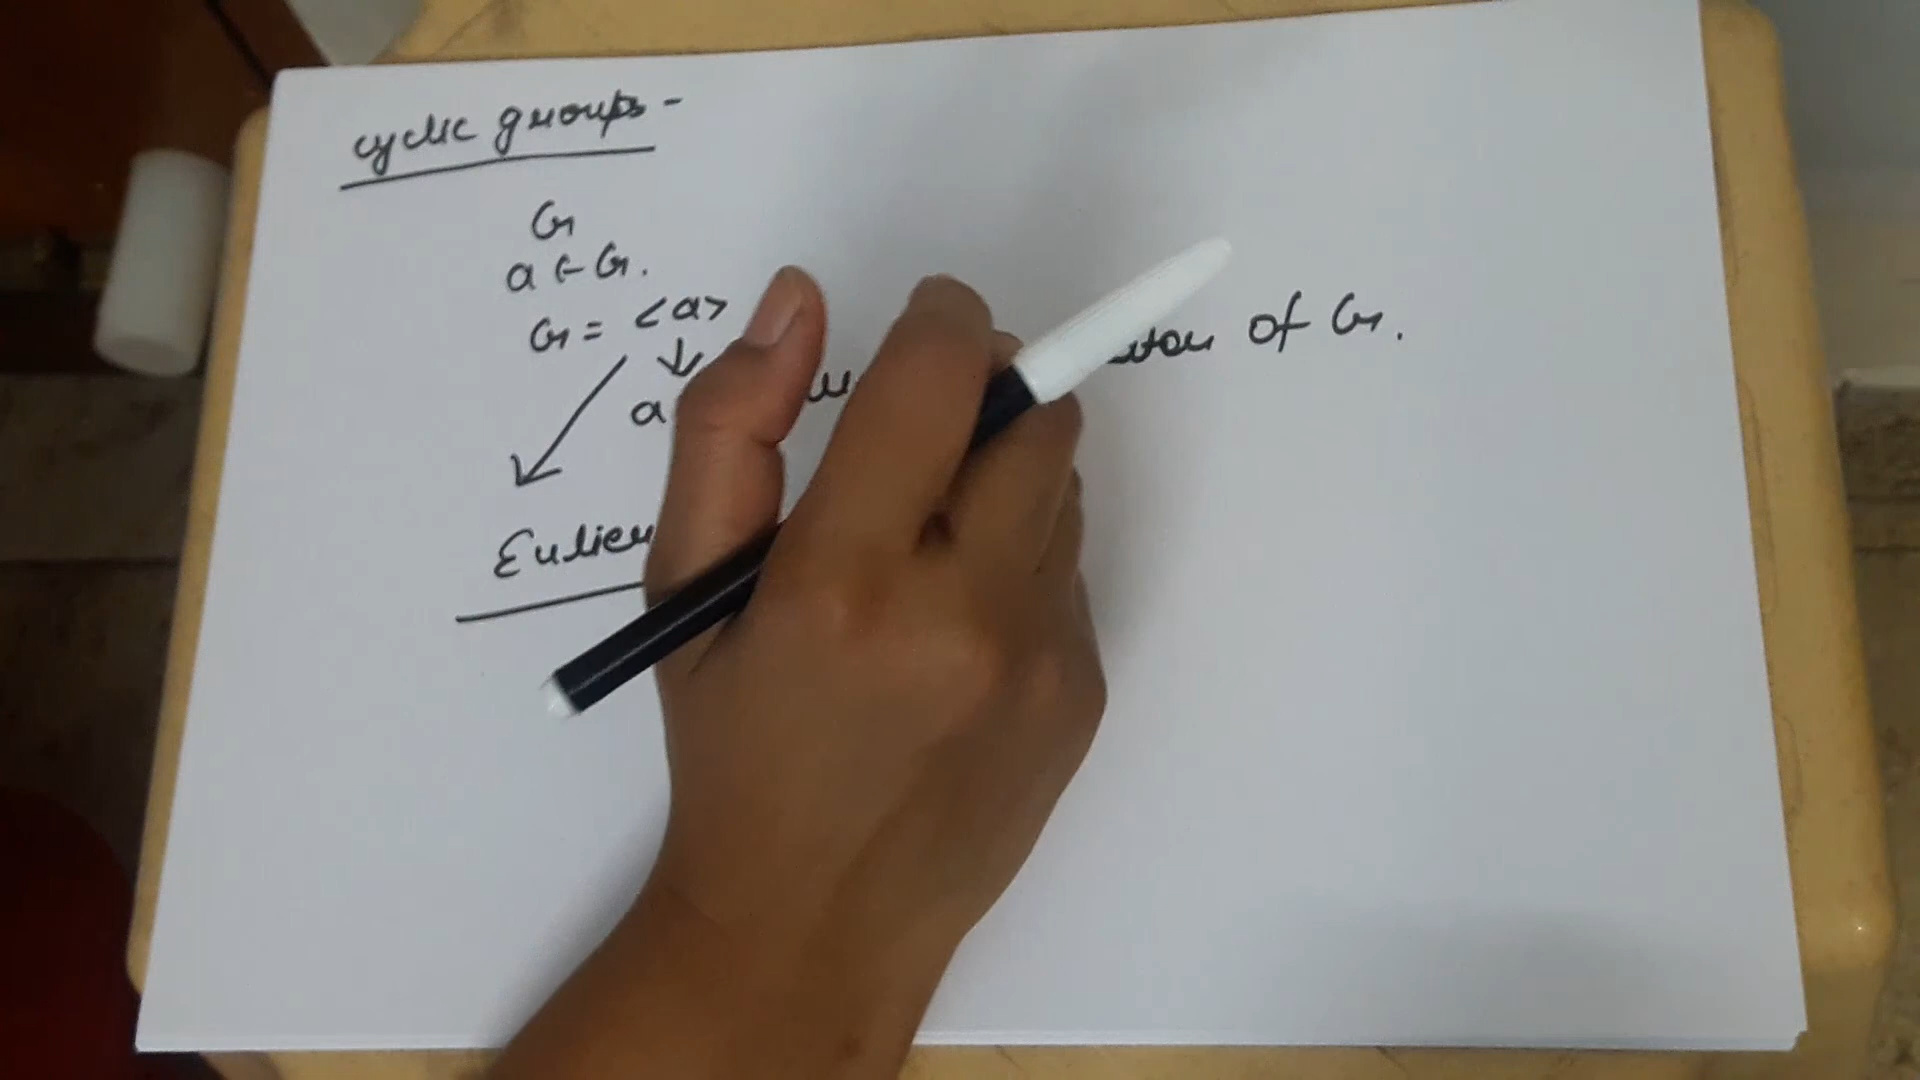 cyclic groups -
G
a ∈ G.
G = <a>
a of G.
Eulier